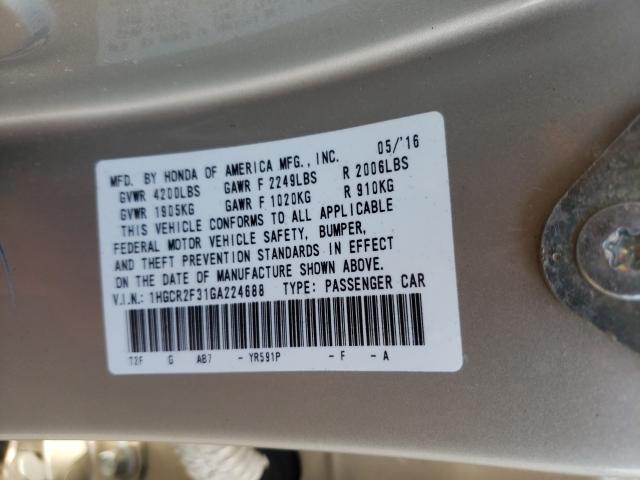 MFD. BY HONDA OF AMERICA MFG., INC. 05/'16
GVWR 4200LBS GAWR F 2249LBS R 2006LBS
GVWR 1905KG GAWR F 1020KG R 910KG
THIS VEHICLE CONFORMS TO ALL APPLICABLE
FEDERAL MOTOR VEHICLE SAFETY, BUMPER,
AND THEFT PREVENTION STANDARDS IN EFFECT
ON THE DATE OF MANUFACTURE SHOWN ABOVE.
V.I.N.: 1HGCR2F31GA224688 TYPE: PASSENGER CAR
T2F G AB7 - YR591P - F - A